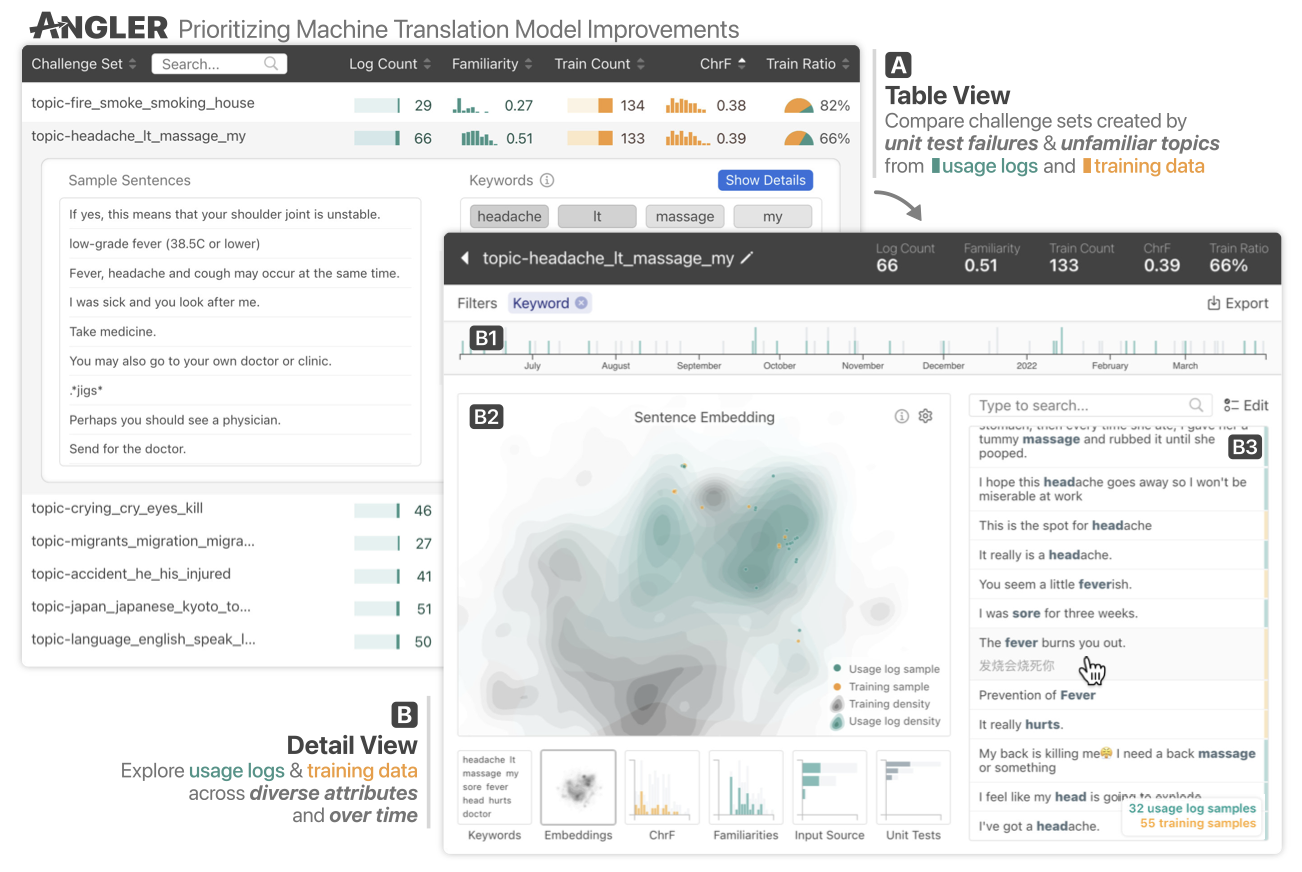 ANGLER Prioritizing Machine Translation Model Improvements
Challenge Set Search... Log Count Familiarity Train Count ChrF Train Ratio
topic-fire_smoke_smoking_house 29 0.27 134 0.38 82%
topic-headache_lt_massage_my 66 0.51 133 0.39 66%
Sample Sentences
If yes, this means that your shoulder joint is unstable.
low-grade fever (38.5C or lower)
Fever, headache and cough may occur at the same time.
I was sick and you look after me.
Take medicine.
You may also go to your own doctor or clinic.
.*jigs*
Perhaps you should see a physician.
Send for the doctor.
Keywords Show Details
headache lt massage my
topic-crying_cry_eyes_kill 46
topic-migrants_migration_migra... 27
topic-accident_he_his_injured 41
topic-japan_japanese_kyoto_to... 51
topic-language_english_speak_l... 50
A
Table View
Compare challenge sets created by
unit test failures & unfamiliar topics
from usage logs and training data
B
Detail View
Explore usage logs & training data
across diverse attributes
and over time
topic-headache_lt_massage_my
Log Count Familiarity Train Count ChrF Train Ratio
66 0.51 133 0.39 66%
Filters Keyword Export
B1
July August September October November December 2022 February March
B2
Sentence Embedding
Usage log sample
Training sample
Training density
Usage log density
headache lt
massage my
sore fever
head hurts
doctor
Keywords Embeddings ChrF Familiarities Input Source Unit Tests
Type to search... Edit
B3
stomach, then every time she ate, I gave her a
tummy massage and rubbed it until she
pooped.
I hope this headache goes away so I won't be
miserable at work
This is the spot for headache
It really is a headache.
You seem a little feverish.
I was sore for three weeks.
The fever burns you out.
发烧会烧死你
Prevention of Fever
It really hurts.
My back is killing me😤 I need a back massage
or something
I feel like my head is going to explode
I've got a headache.
32 usage log samples
55 training samples